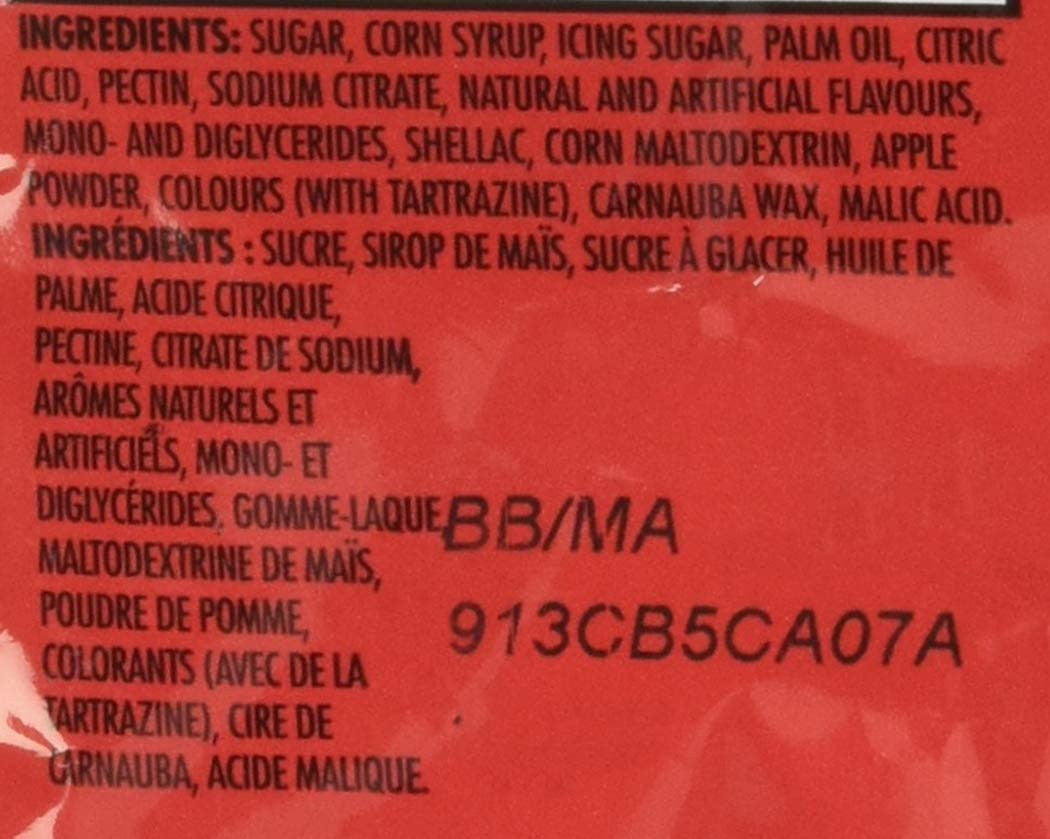 INGREDIENTS: SUGAR, CORN SYRUP, ICING SUGAR, PALM OIL, CITRIC
ACID, PECTIN, SODIUM CITRATE, NATURAL AND ARTIFICIAL FLAVOURS,
MONO- AND DIGLYCERIDES, SHELLAC, CORN MALTODEXTRIN, APPLE
POWDER, COLOURS (WITH TARTRAZINE), CARNAUBA WAX, MALIC ACID.
INGRÉDIENTS : SUCRE, SIROP DE MAÏS, SUCRE À GLACER, HUILE DE
PALME, ACIDE CITRIQUE,
PECTINE, CITRATE DE SODIUM,
ARÔMES NATURELS ET
ARTIFICIELS, MONO- ET
DIGLYCÉRIDES, GOMME-LAQUE,
MALTODEXTRINE DE MAÏS,
POUDRE DE POMME,
COLORANTS (AVEC DE LA
TARTRAZINE), CIRE DE
CARNAUBA, ACIDE MALIQUE.
BB/MA
913CB5CA07A